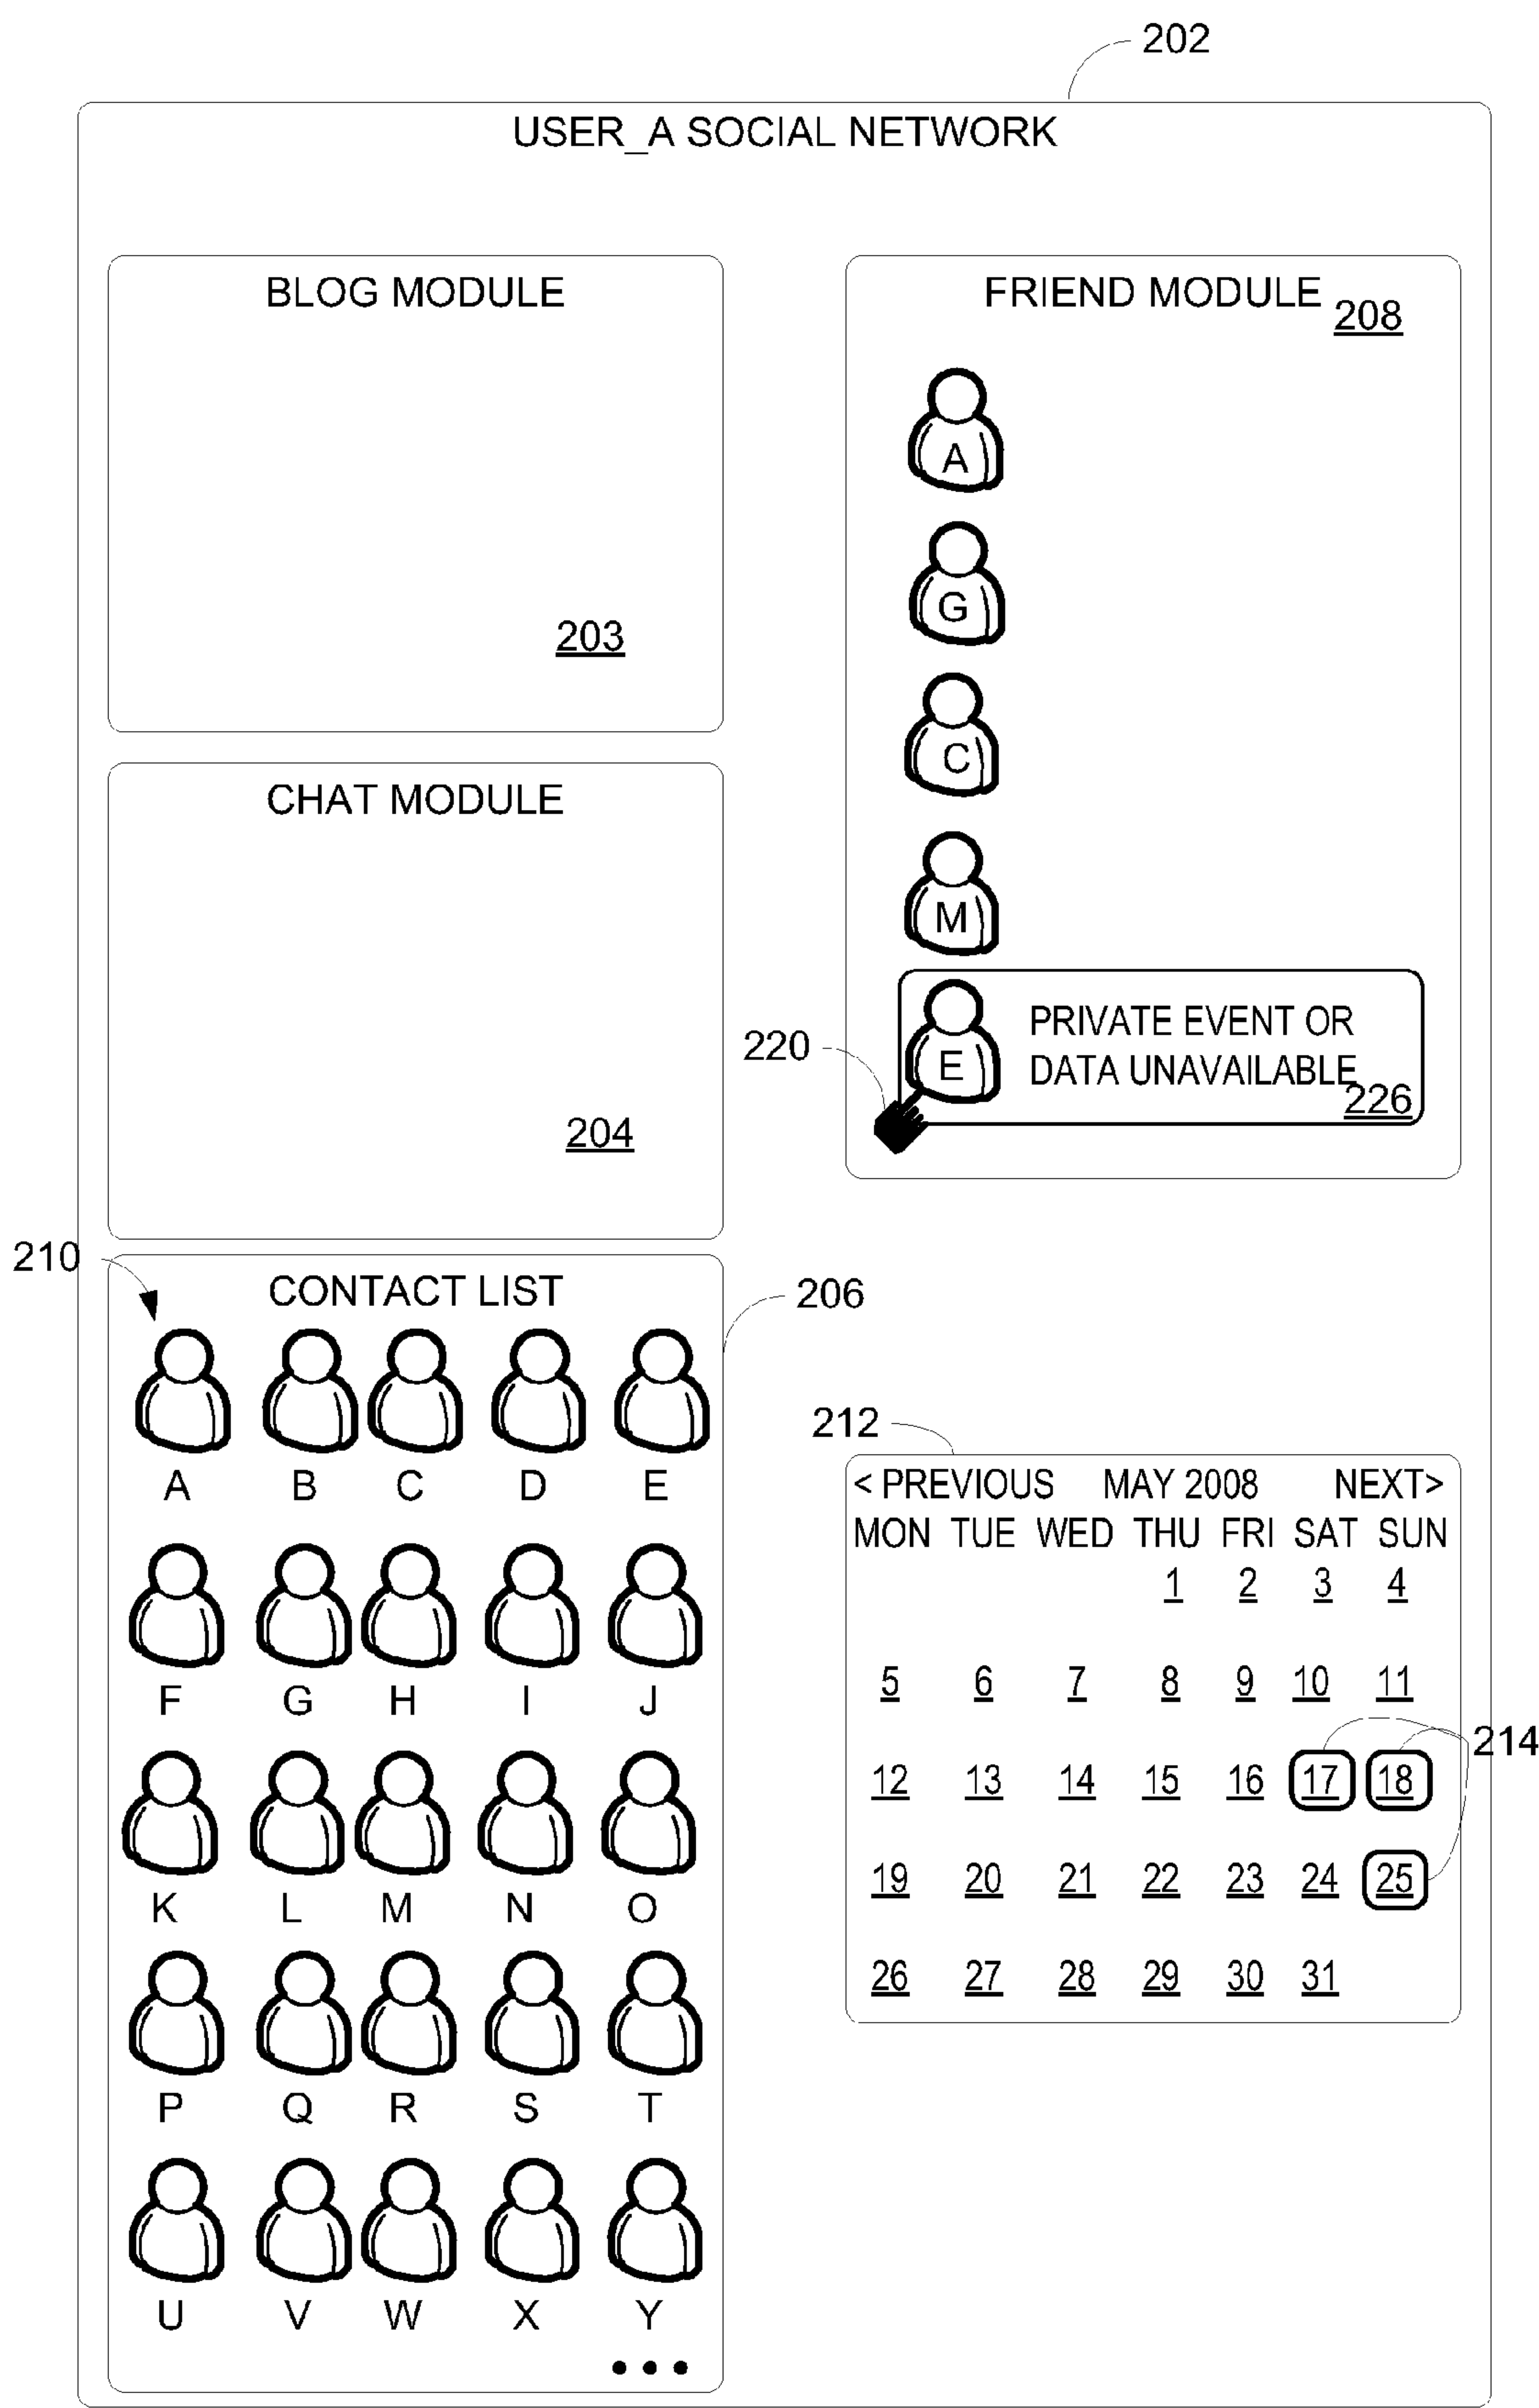 202
USER_A SOCIAL NETWORK
BLOG MODULE
203
CHAT MODULE
204
FRIEND MODULE
208
A
G
C
M
E
PRIVATE EVENT OR
DATA UNAVAILABLE
226
220
210
CONTACT LIST
206
A B C D E
F G H I J
K L M N O
P Q R S T
U V W X Y
•••
212
< PREVIOUS MAY 2008 NEXT>
MON TUE WED THU FRI SAT SUN
1 2 3 4
5 6 7 8 9 10 11
214
12 13 14 15 16 17 18
19 20 21 22 23 24 25
26 27 28 29 30 31